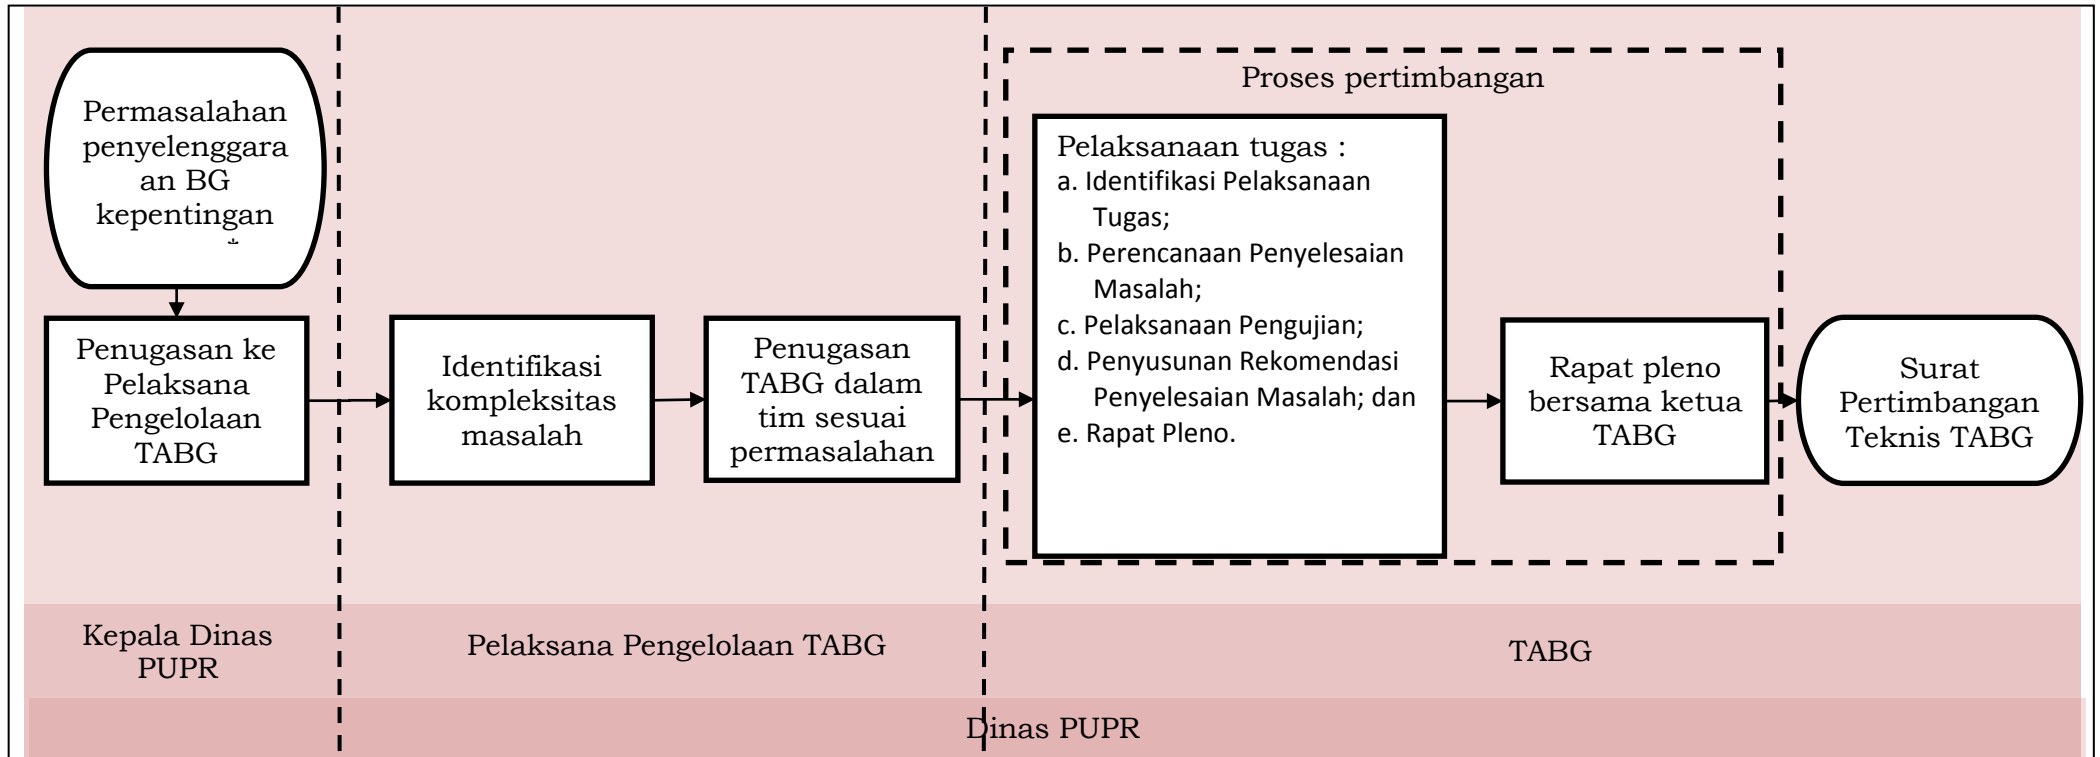 Permasalahan
penyelenggara
an BG
kepentingan
*
Penugasan ke
Pelaksana
Pengelolaan
TABG
Identifikasi
kompleksitas
masalah
Penugasan
TABG dalam
tim sesuai
permasalahan
Proses pertimbangan
Pelaksanaan tugas :
a. Identifikasi Pelaksanaan
Tugas;
b. Perencanaan Penyelesaian
Masalah;
c. Pelaksanaan Pengujian;
d. Penyusunan Rekomendasi
Penyelesaian Masalah; dan
e. Rapat Pleno.
Rapat pleno
bersama ketua
TABG
Surat
Pertimbangan
Teknis TABG
Kepala Dinas
PUPR
Pelaksana Pengelolaan TABG
TABG
Dinas PUPR